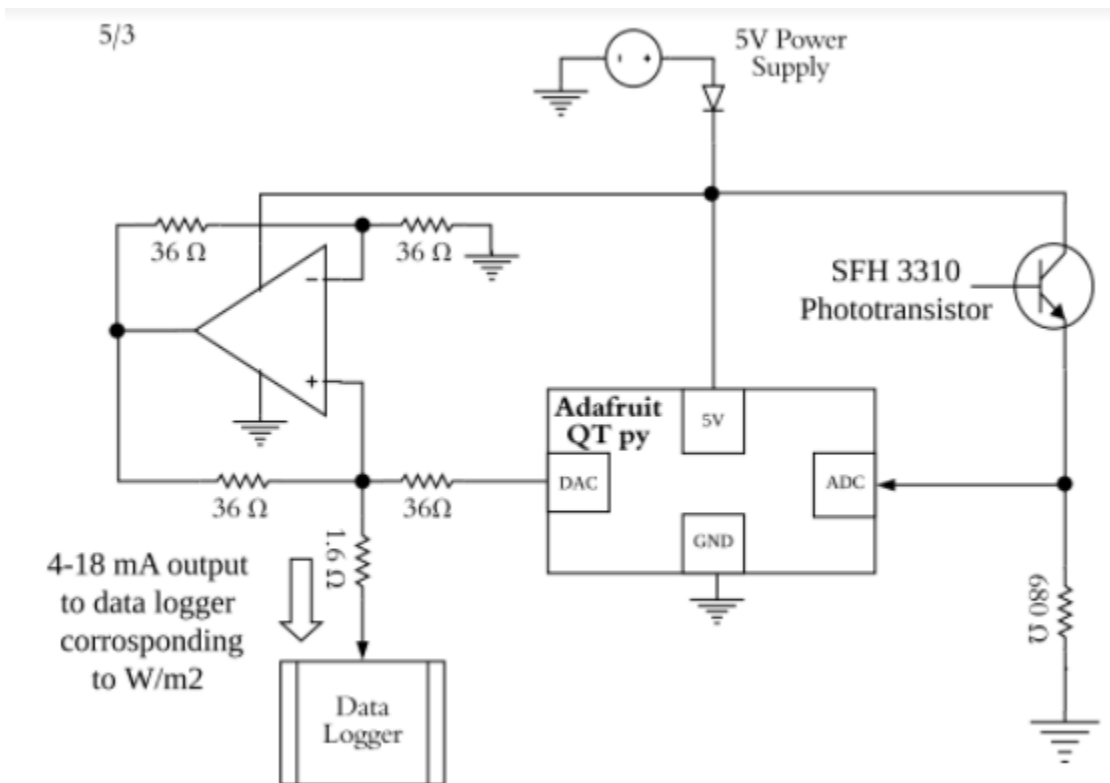 5/3
5V Power
Supply
36 Ω
36 Ω
SFH 3310
Phototransistor
Adafruit
QT py
5V
DAC
ADC
GND
36 Ω
36Ω
1.6 Ω
680 Ω
4-18 mA output
to data logger
corrosponding
to W/m2
Data
Logger